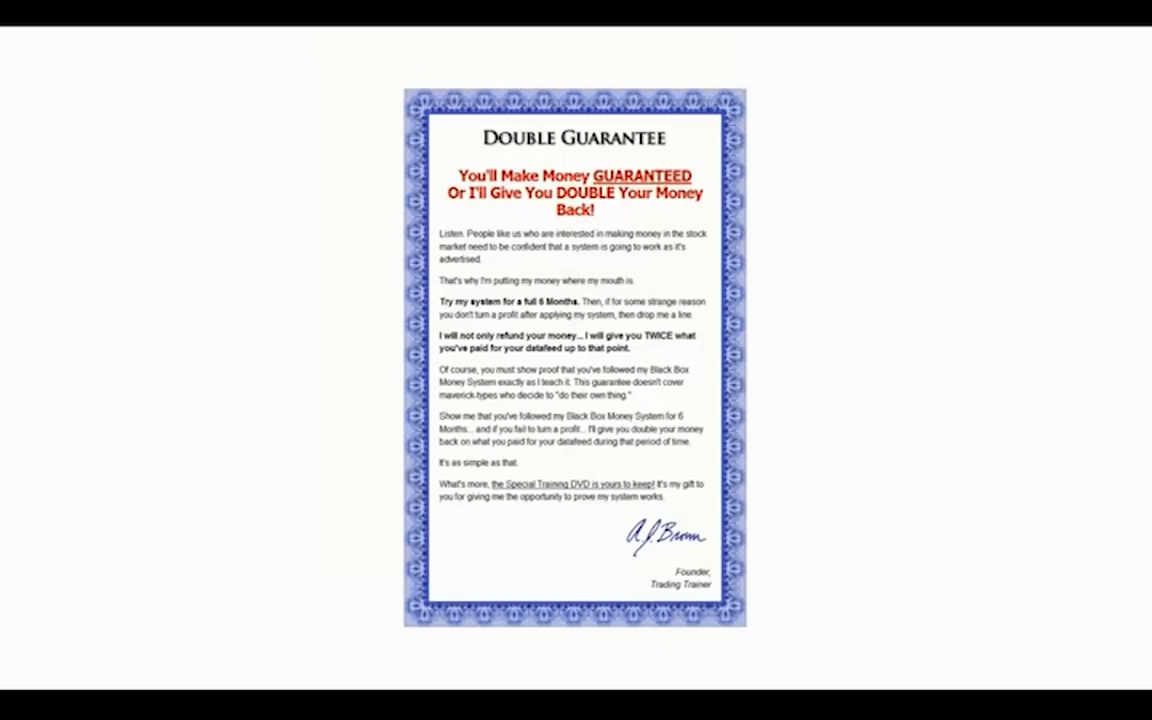 DOUBLE GUARANTEE
You'll Make Money GUARANTEED
Or I'll Give You DOUBLE Your Money
Back!
Listen. People like us who are interested in making money in the stock
market need to be confident that a system is going to work as it's
advertised.
That's why I'm putting my money where my mouth is.
Try my system for a full 6 Months. Then, if for some strange reason
you don't turn a profit after applying my system, then drop me a line.
I will not only refund your money... I will give you TWICE what
you've paid for your datafeed up to that point.
Of course, you must show proof that you've followed my Black Box
Money System exactly as I teach it. This guarantee doesn't cover
maverick-types who decide to "do their own thing."
Show me that you've followed my Black Box Money System for 6
Months... and if you fail to turn a profit... I'll give you double your money
back on what you paid for your datafeed during that period of time.
It's as simple as that.
What's more, the Special Training DVD is yours to keep! It's my gift to
you for giving me the opportunity to prove my system works.
A.J. Brown
Founder,
Trading Trainer